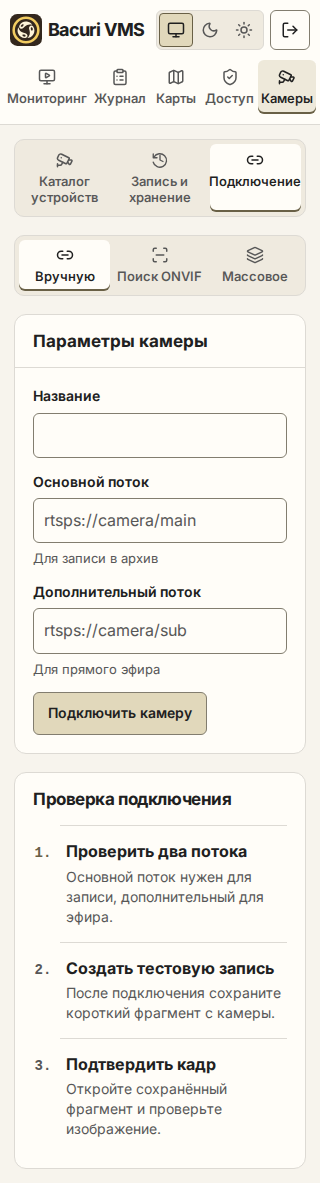 Bacuri VMS
Мониторинг Журнал Карты Доступ Камеры
Каталог устройств
Запись и хранение
Подключение
Вручную Поиск ONVIF Массовое
Параметры камеры
Название
Основной поток
rtsps://camera/main
Для записи в архив
Дополнительный поток
rtsps://camera/sub
Для прямого эфира
Подключить камеру
Проверка подключения
1. Проверить два потока
Основной поток нужен для
записи, дополнительный для
эфира.
2. Создать тестовую запись
После подключения сохраните
короткий фрагмент с камеры.
3. Подтвердить кадр
Откройте сохранённый
фрагмент и проверьте
изображение.